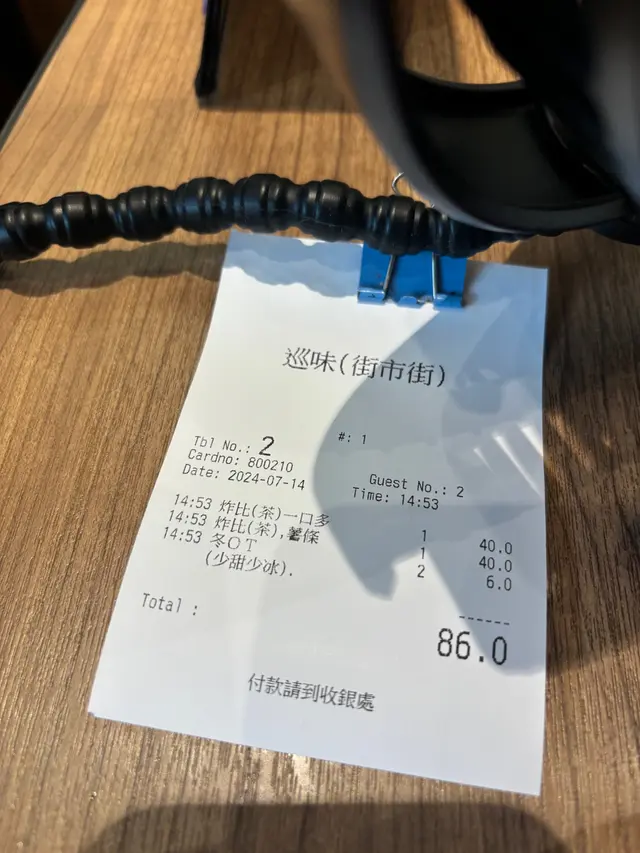 巡味(街市街)
Tbl No.: 2 #: 1
Cardno: 800210 Guest No.: 2
Date: 2024-07-14 Time: 14:53
14:53 炸比(茶)一口多 1 40.0
14:53 炸比(茶),薯條 1 40.0
14:53 冬OT 2 6.0
(少甜少冰).
------
Total : 86.0
付款請到收銀處